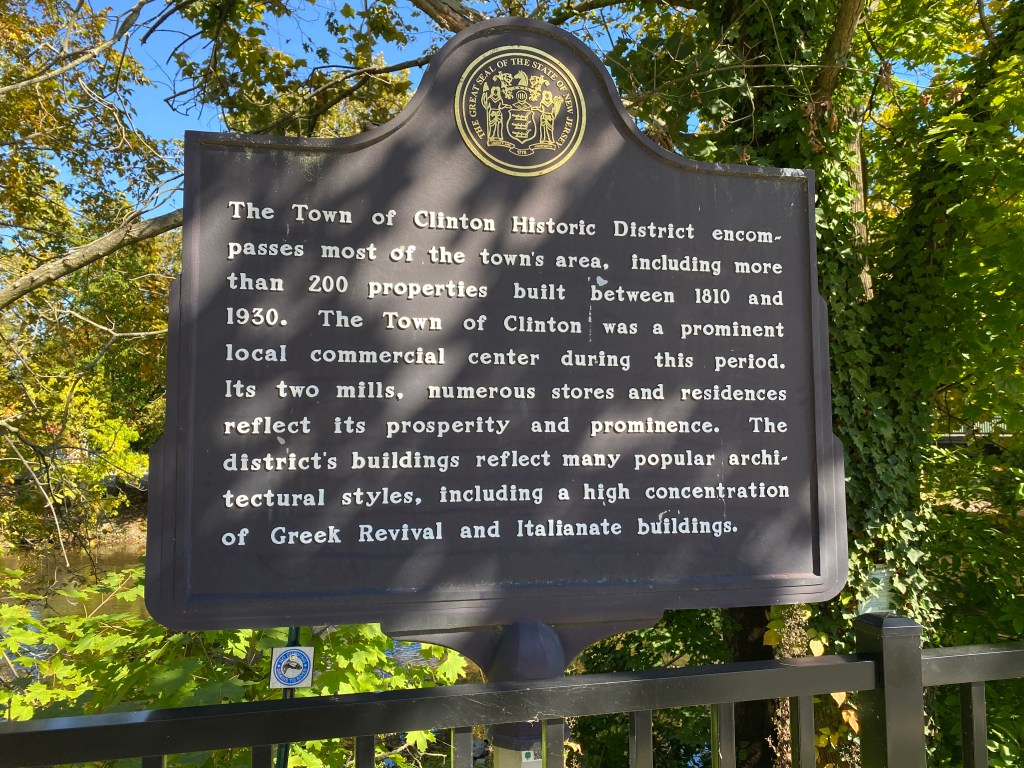 THE GREAT SEAL OF THE STATE OF NEW JERSEY
The Town of Clinton Historic District encom-
passes most of the town's area, including more
than 200 properties built between 1810 and
1930. The Town of Clinton was a prominent
local commercial center during this period.
Its two mills, numerous stores and residences
reflect its prosperity and prominence. The
district's buildings reflect many popular archi-
tectural styles, including a high concentration
of Greek Revival and Italianate buildings.